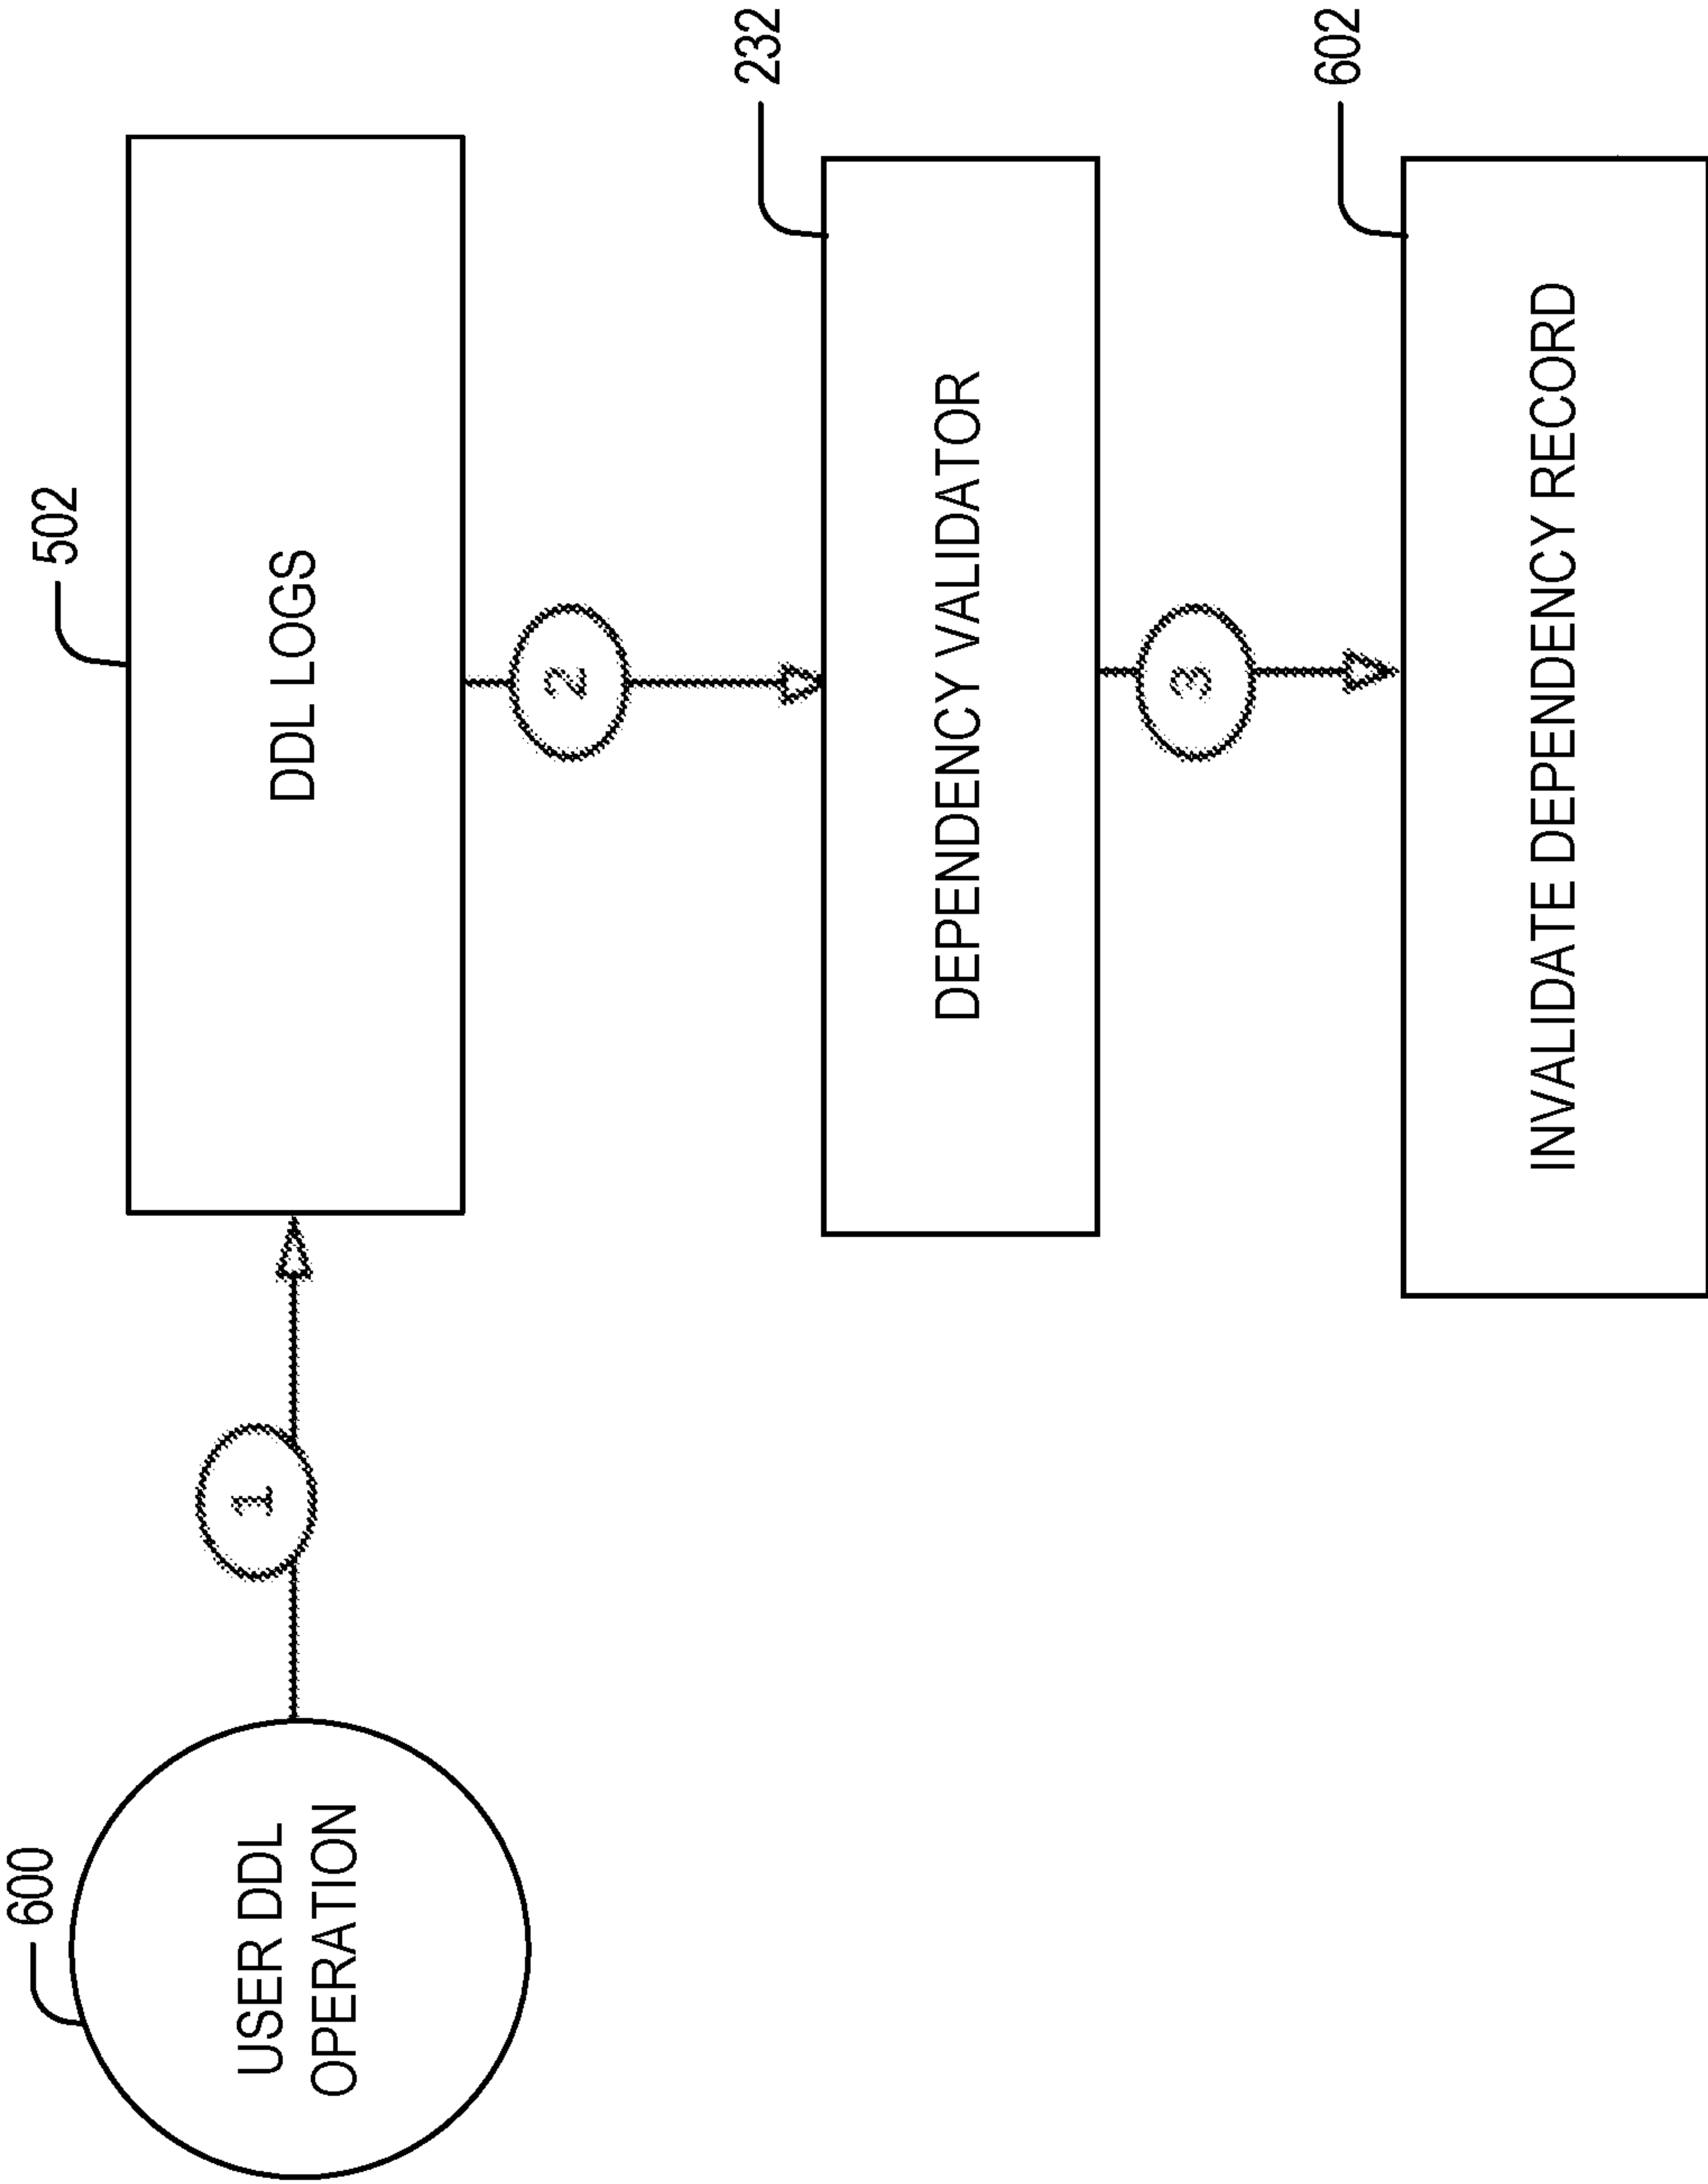 600
USER DDL
OPERATION
1
502
DDL LOGS
2
232
DEPENDENCY VALIDATOR
3
602
INVALIDATE DEPENDENCY RECORD